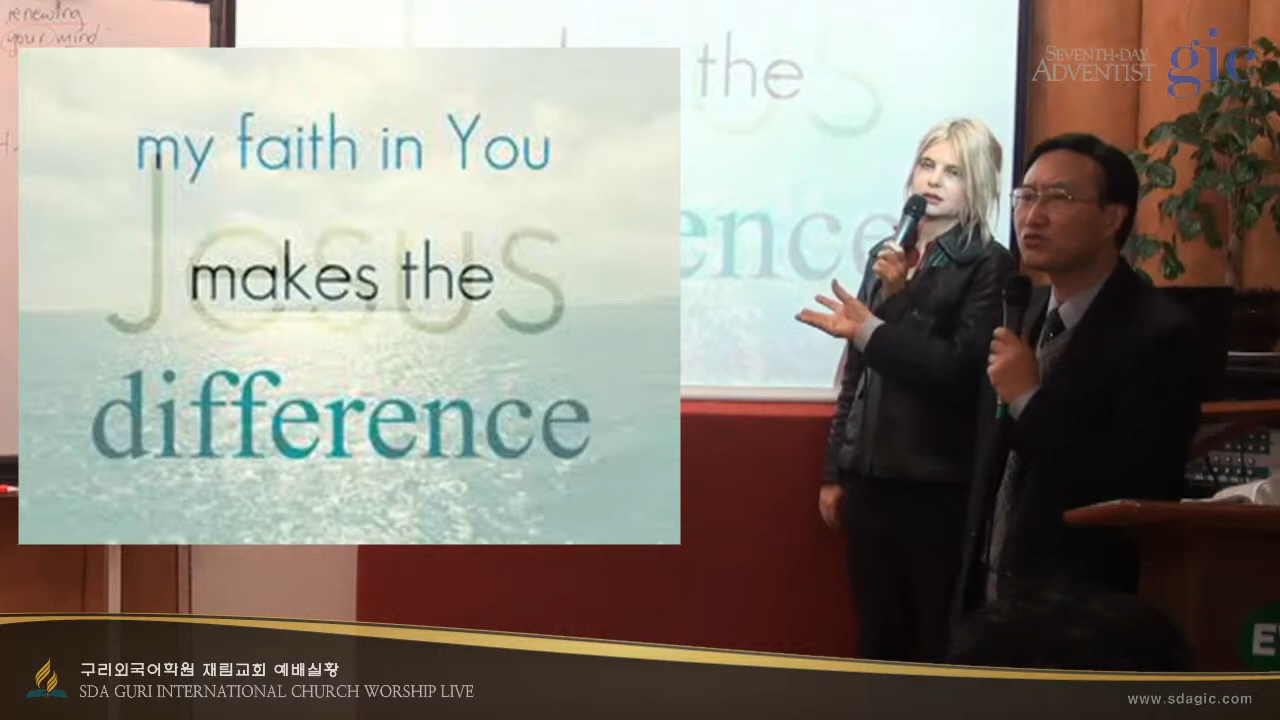 renewing
(your) mind
SEVENTH-DAY
ADVENTIST
gic
the
my faith in You
Jesus
makes the
difference
ence
구리외국어학원 재림교회 예배실황
SDA GURI INTERNATIONAL CHURCH WORSHIP LIVE
www.sdagic.com